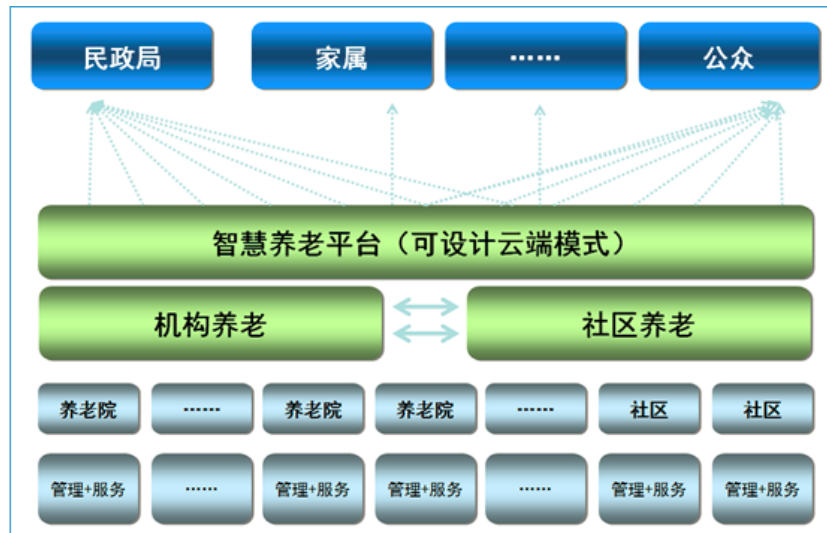 民政局
家属
……
公众
智慧养老平台（可设计云端模式）
机构养老
社区养老
养老院
……
养老院
养老院
……
社区
社区
管理+服务
……
管理+服务
管理+服务
……
管理+服务
管理+服务